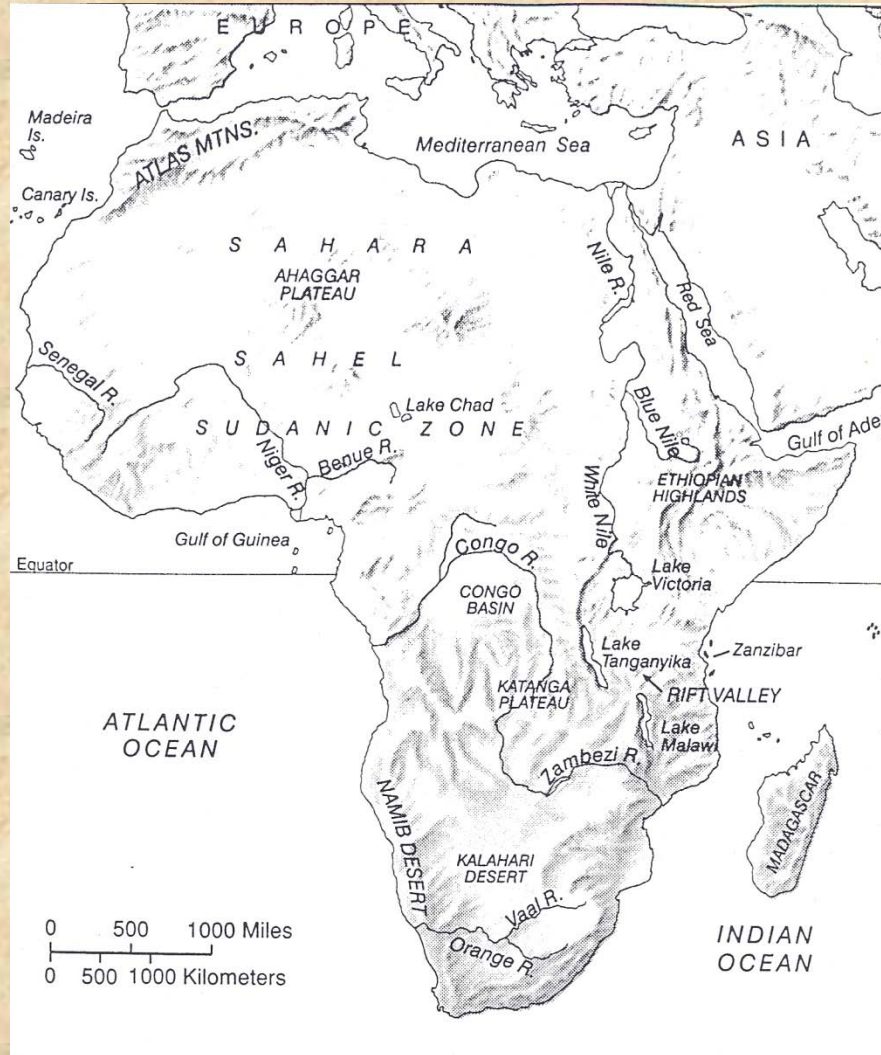 EUROPE
Madeira
Is.
ATLAS MTNS.
Mediterranean Sea
ASIA
Canary Is.
SAHARA
AHAGGAR
PLATEAU
Nile R.
Red Sea
Senegal R.
SAHEL
Lake Chad
SUDANIC ZONE
Niger R.
Benue R.
Blue Nile
Gulf of Ade
White Nile
ETHIOPIAN
HIGHLANDS
Gulf of Guinea
Congo R.
Equator
Lake
Victoria
CONGO
BASIN
Lake
Tanganyika
Zanzibar
KATANGA
PLATEAU
RIFT VALLEY
Lake
Malawi
ATLANTIC
OCEAN
Zambezi R.
NAMIB DESERT
MADAGASCAR
KALAHARI
DESERT
Vaal R.
Orange R.
INDIAN
OCEAN
0 500 1000 Miles
0 500 1000 Kilometers